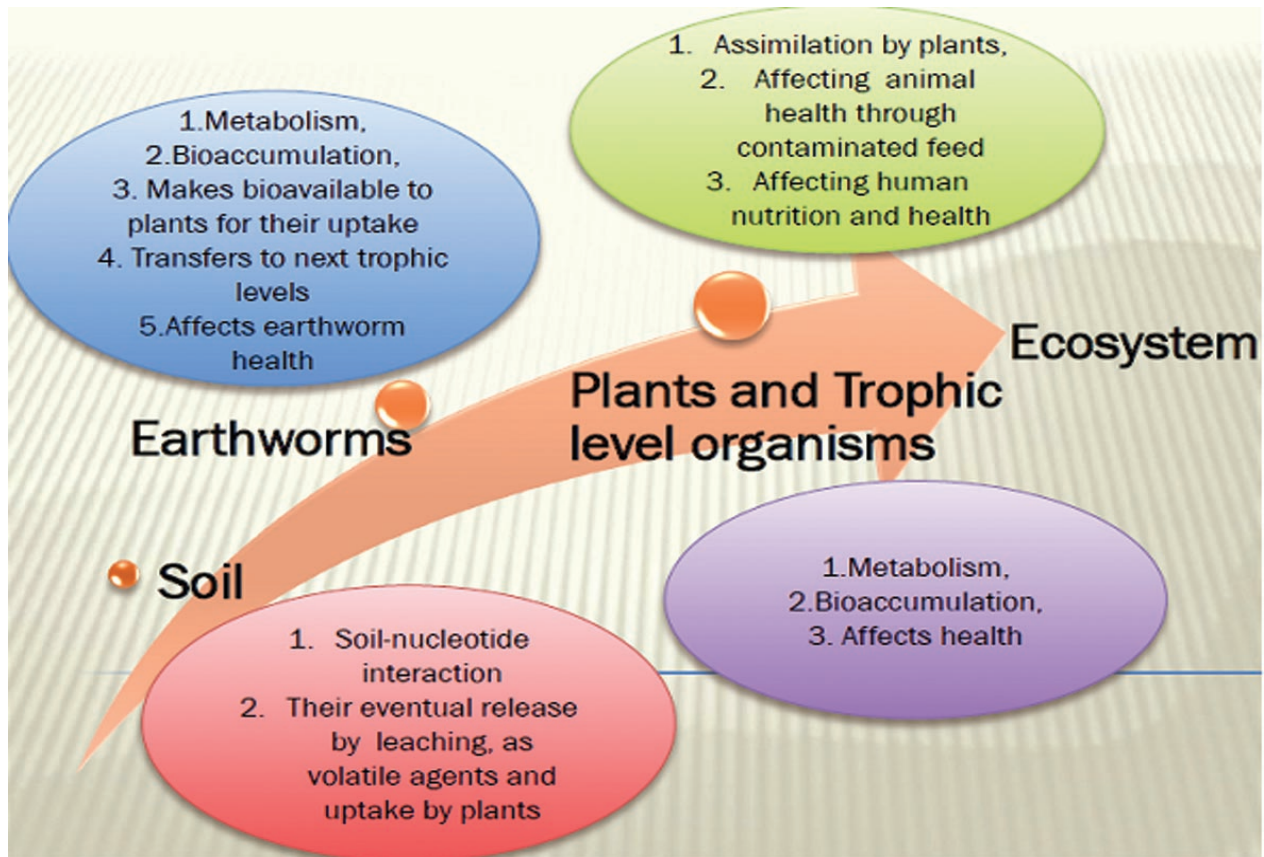 1. Assimilation by plants,
2. Affecting animal
health through
contaminated feed
3. Affecting human
nutrition and health
1.Metabolism,
2.Bioaccumulation,
3. Makes bioavailable to
plants for their uptake
4. Transfers to next trophic
levels
5.Affects earthworm
health
Ecosystem
Plants and Trophic
level organisms
Earthworms
Soil
1.Metabolism,
2.Bioaccumulation,
3. Affects health
1. Soil-nucleotide
interaction
2. Their eventual release
by leaching, as
volatile agents and
uptake by plants